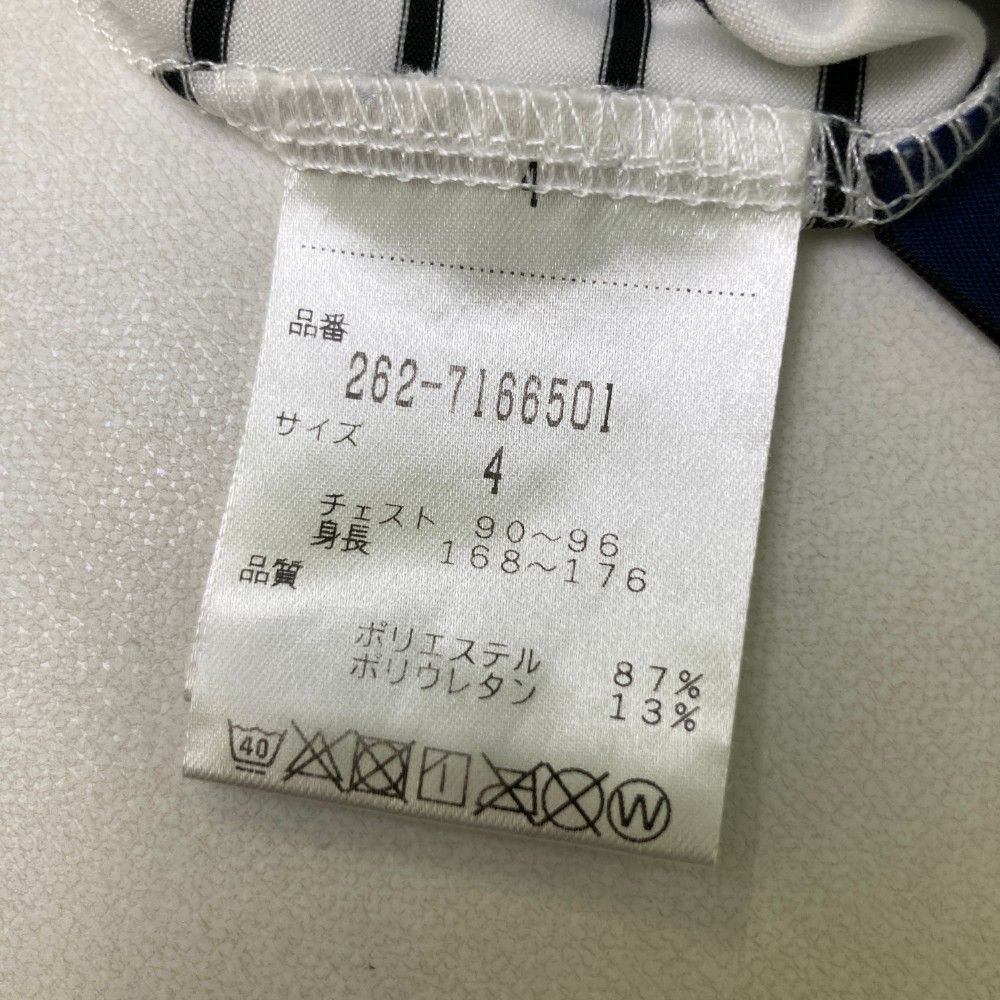 4
品番
262-7166501
サイズ
4
チェスト 90～96
身長 168～176
品質
ポリエステル 87%
ポリウレタン 13%
40
W